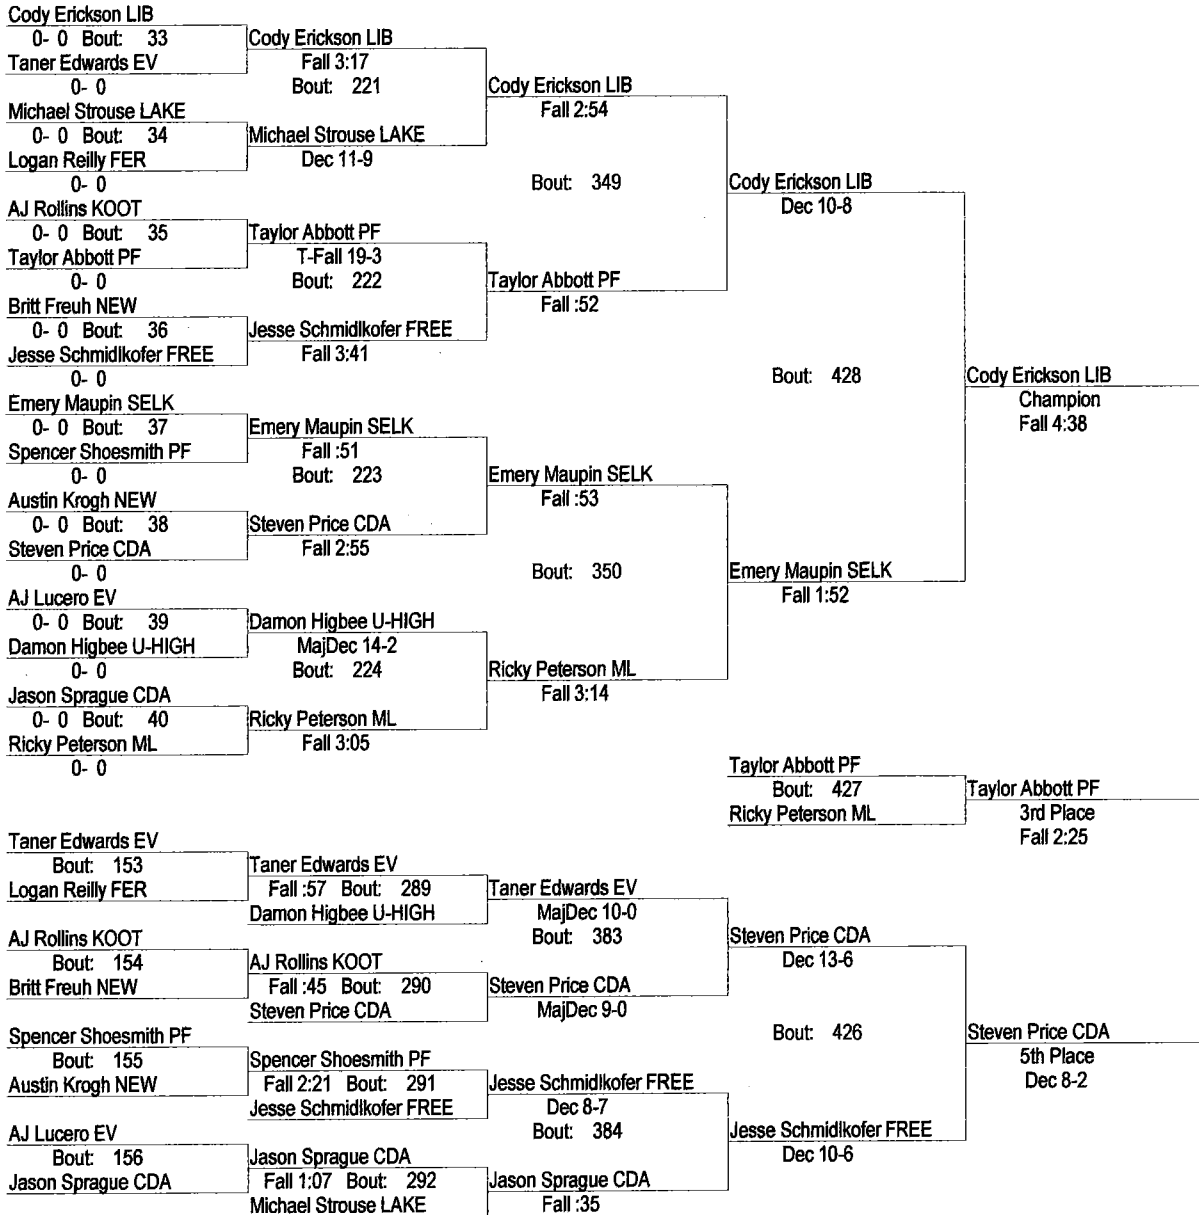 Cody Erickson LIB
0- 0 Bout: 33
Taner Edwards EV
0- 0
Michael Strouse LAKE
0- 0 Bout: 34
Logan Reilly FER
0- 0
AJ Rollins KOOT
0- 0 Bout: 35
Taylor Abbott PF
0- 0
Britt Freuh NEW
0- 0 Bout: 36
Jesse Schmidlkofer FREE
0- 0
Emery Maupin SELK
0- 0 Bout: 37
Spencer Shoesmith PF
0- 0
Austin Krogh NEW
0- 0 Bout: 38
Steven Price CDA
0- 0
AJ Lucero EV
0- 0 Bout: 39
Damon Higbee U-HIGH
0- 0
Jason Sprague CDA
0- 0 Bout: 40
Ricky Peterson ML
0- 0
Cody Erickson LIB
Fall 3:17
Bout: 221
Michael Strouse LAKE
Dec 11-9
Taylor Abbott PF
T-Fall 19-3
Bout: 222
Jesse Schmidlkofer FREE
Fall 3:41
Emery Maupin SELK
Fall :51
Bout: 223
Steven Price CDA
Fall 2:55
Damon Higbee U-HIGH
MajDec 14-2
Bout: 224
Ricky Peterson ML
Fall 3:05
Cody Erickson LIB
Fall 2:54
Bout: 349
Taylor Abbott PF
Fall :52
Emery Maupin SELK
Fall :53
Bout: 350
Ricky Peterson ML
Fall 3:14
Cody Erickson LIB
Dec 10-8
Bout: 428
Emery Maupin SELK
Fall 1:52
Cody Erickson LIB
Champion
Fall 4:38
Taylor Abbott PF
Bout: 427
Ricky Peterson ML
Taylor Abbott PF
3rd Place
Fall 2:25
Taner Edwards EV
Bout: 153
Logan Reilly FER
AJ Rollins KOOT
Bout: 154
Britt Freuh NEW
Spencer Shoesmith PF
Bout: 155
Austin Krogh NEW
AJ Lucero EV
Bout: 156
Jason Sprague CDA
Taner Edwards EV
Fall :57 Bout: 289
Damon Higbee U-HIGH
AJ Rollins KOOT
Fall :45 Bout: 290
Steven Price CDA
Spencer Shoesmith PF
Fall 2:21 Bout: 291
Jesse Schmidlkofer FREE
Jason Sprague CDA
Fall 1:07 Bout: 292
Michael Strouse LAKE
Taner Edwards EV
MajDec 10-0
Bout: 383
Steven Price CDA
MajDec 9-0
Jesse Schmidlkofer FREE
Dec 8-7
Bout: 384
Jason Sprague CDA
Fall :35
Steven Price CDA
Dec 13-6
Bout: 426
Jesse Schmidlkofer FREE
Dec 10-6
Steven Price CDA
5th Place
Dec 8-2